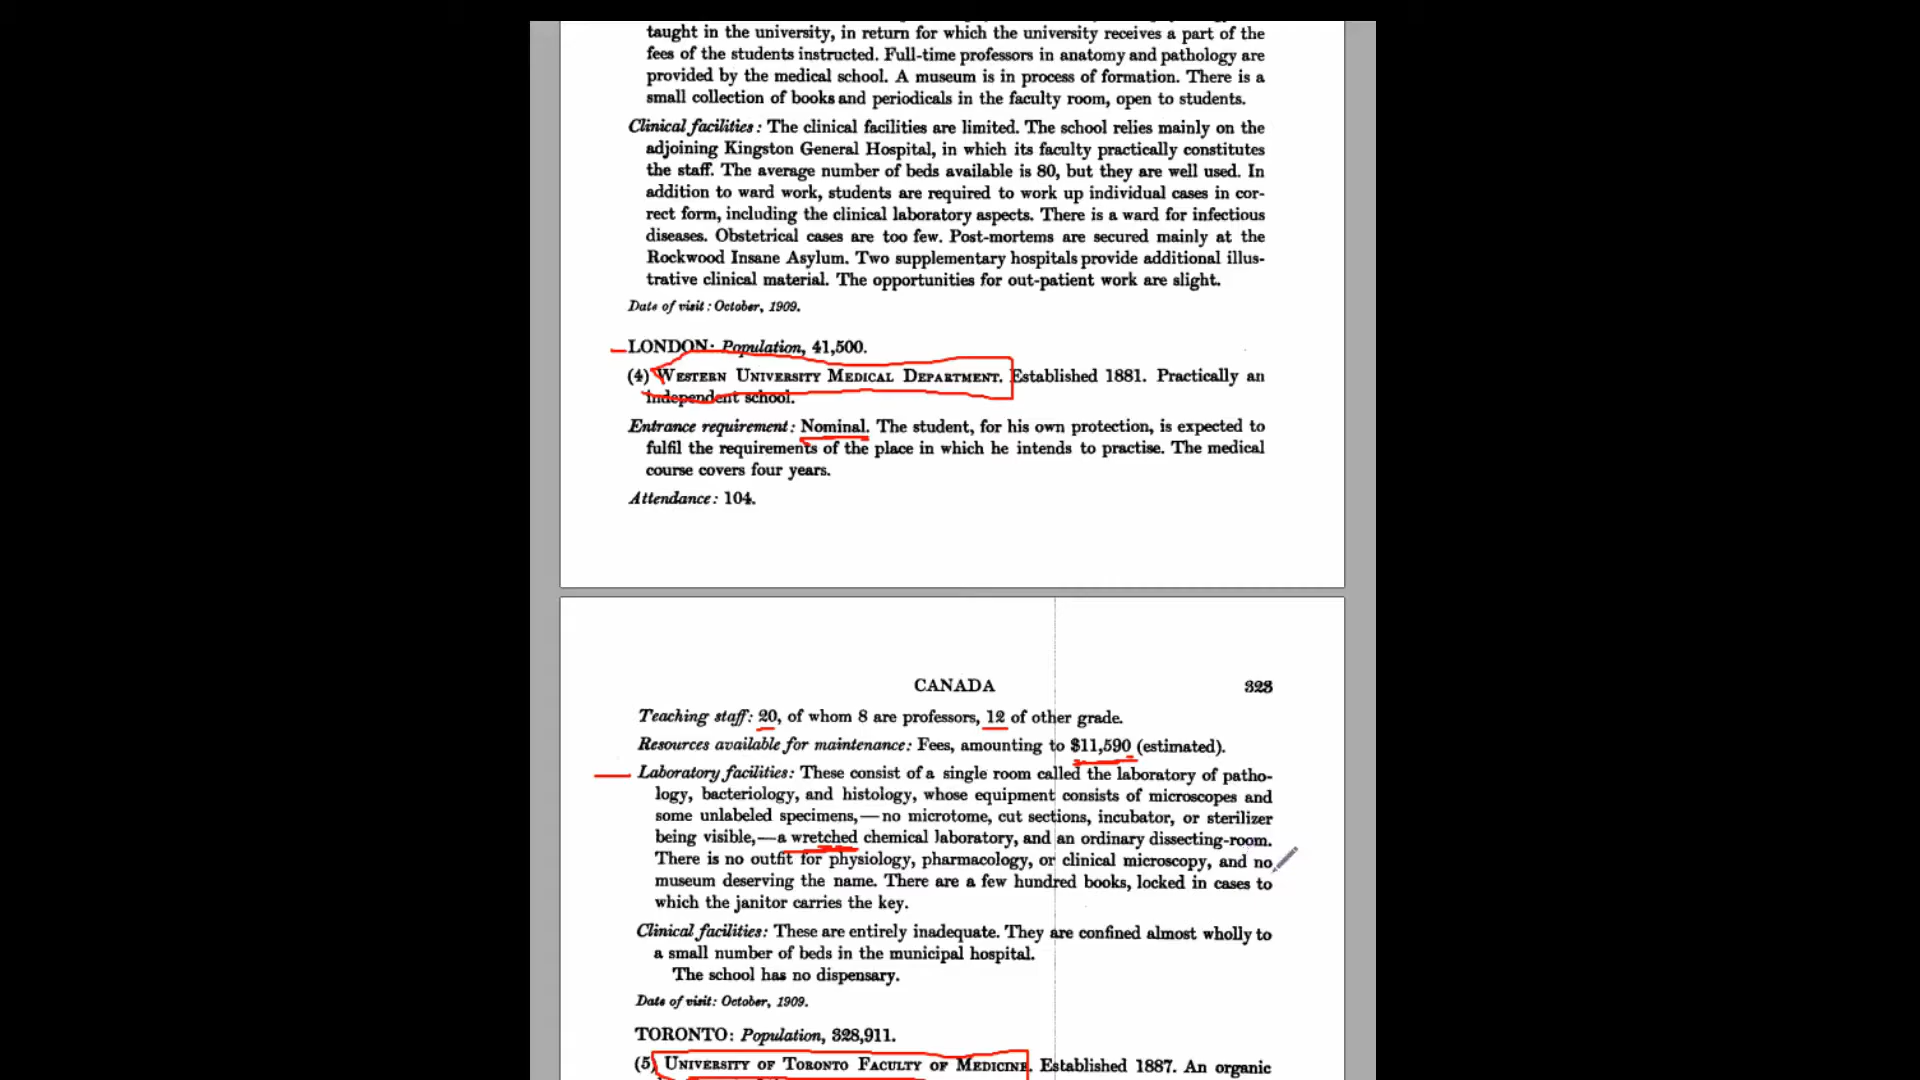 taught in the university, in return for which the university receives a part of the
fees of the students instructed. Full-time professors in anatomy and pathology are
provided by the medical school. A museum is in process of formation. There is a
small collection of books and periodicals in the faculty room, open to students.
Clinical facilities: The clinical facilities are limited. The school relies mainly on the
adjoining Kingston General Hospital, in which its faculty practically constitutes
the staff. The average number of beds available is 80, but they are well used. In
addition to ward work, students are required to work up individual cases in cor-
rect form, including the clinical laboratory aspects. There is a ward for infectious
diseases. Obstetrical cases are too few. Post-mortems are secured mainly at the
Rockwood Insane Asylum. Two supplementary hospitals provide additional illus-
trative clinical material. The opportunities for out-patient work are slight.
Date of visit: October, 1909.
LONDON: Population, 41,500.
(4) WESTERN UNIVERSITY MEDICAL DEPARTMENT. Established 1881. Practically an
independent school.
Entrance requirement: Nominal. The student, for his own protection, is expected to
fulfil the requirements of the place in which he intends to practise. The medical
course covers four years.
Attendance: 104.
CANADA 323
Teaching staff: 20, of whom 8 are professors, 12 of other grade.
Resources available for maintenance: Fees, amounting to $11,590 (estimated).
Laboratory facilities: These consist of a single room called the laboratory of patho-
logy, bacteriology, and histology, whose equipment consists of microscopes and
some unlabeled specimens,—no microtome, cut sections, incubator, or sterilizer
being visible,—a wretched chemical laboratory, and an ordinary dissecting-room.
There is no outfit for physiology, pharmacology, or clinical microscopy, and no
museum deserving the name. There are a few hundred books, locked in cases to
which the janitor carries the key.
Clinical facilities: These are entirely inadequate. They are confined almost wholly to
a small number of beds in the municipal hospital.
The school has no dispensary.
Date of visit: October, 1909.
TORONTO: Population, 328,911.
(5) UNIVERSITY OF TORONTO FACULTY OF MEDICINE. Established 1887. An organic